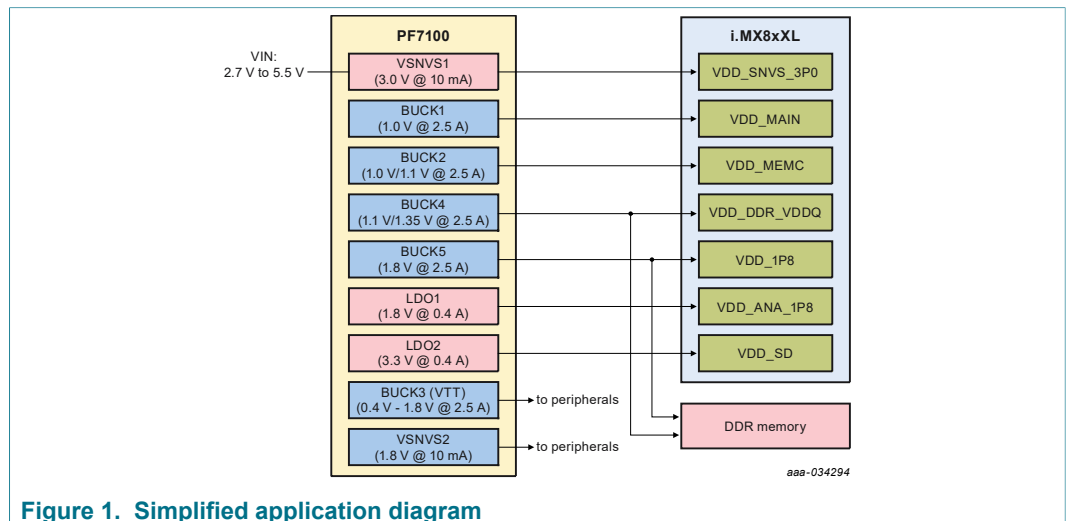 PF7100
i.MX8xXL
VIN:
2.7 V to 5.5 V
VSNVS1
(3.0 V @ 10 mA)
VDD_SNVS_3P0
BUCK1
(1.0 V @ 2.5 A)
VDD_MAIN
BUCK2
(1.0 V/1.1 V @ 2.5 A)
VDD_MEMC
BUCK4
(1.1 V/1.35 V @ 2.5 A)
VDD_DDR_VDDQ
BUCK5
(1.8 V @ 2.5 A)
VDD_1P8
LDO1
(1.8 V @ 0.4 A)
VDD_ANA_1P8
LDO2
(3.3 V @ 0.4 A)
VDD_SD
BUCK3 (VTT)
(0.4 V - 1.8 V @ 2.5 A)
to peripherals
DDR memory
VSNVS2
(1.8 V @ 10 mA)
to peripherals
aaa-034294
Figure 1. Simplified application diagram